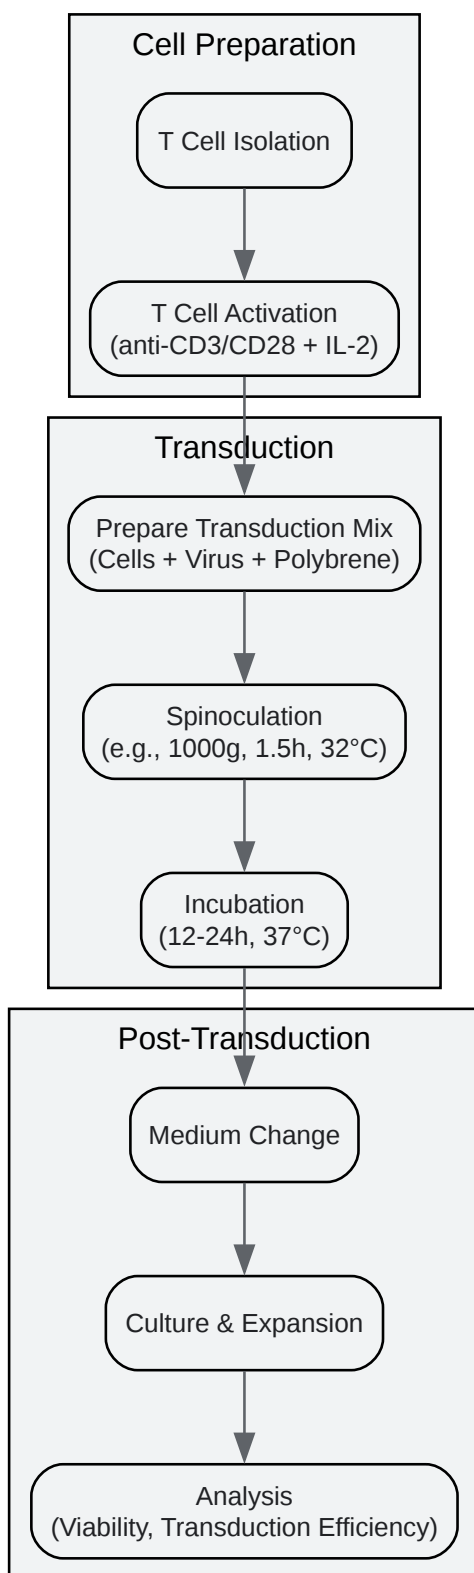 Cell Preparation
T Cell Isolation
T Cell Activation
(anti-CD3/CD28 + IL-2)
Transduction
Prepare Transduction Mix
(Cells + Virus + Polybrene)
Spinoculation
(e.g., 1000g, 1.5h, 32°C)
Incubation
(12-24h, 37°C)
Post-Transduction
Medium Change
Culture & Expansion
Analysis
(Viability, Transduction Efficiency)